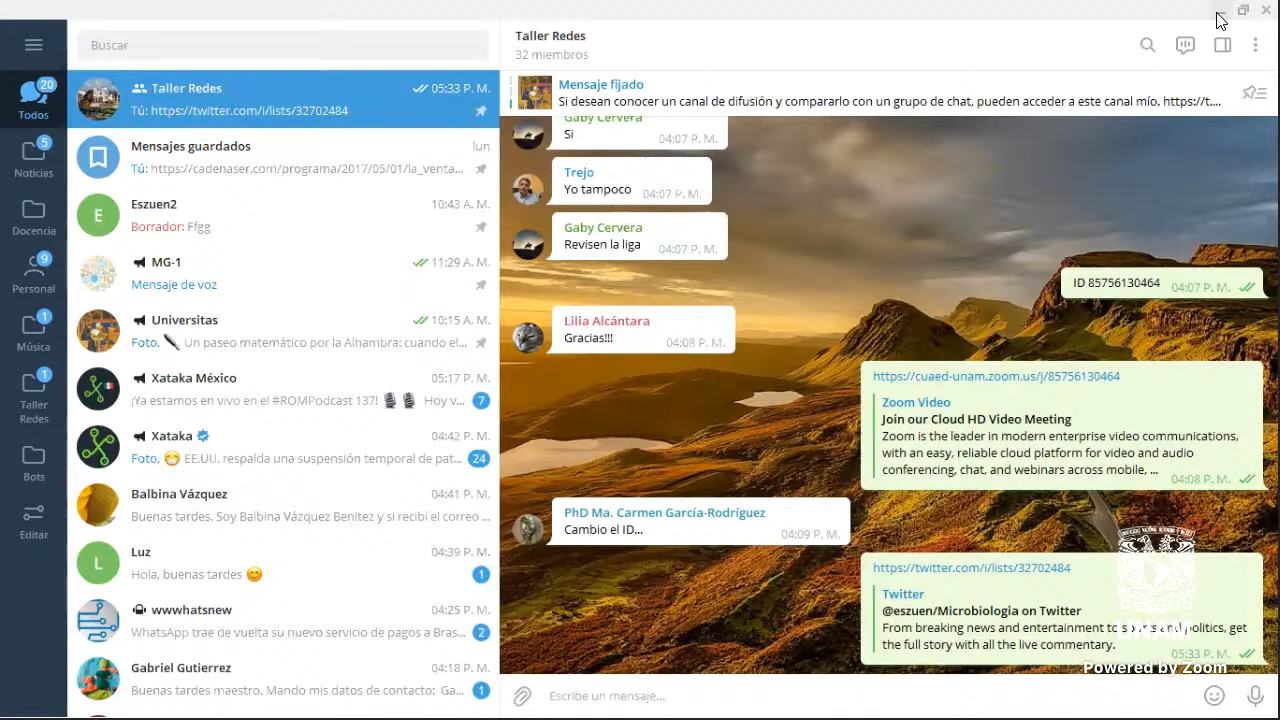 Buscar
20
Todos
5
Noticias
Docencia
9
Personal
1
Música
1
Taller
Redes
Bots
Editar
Taller Redes
05:33 P. M.
Tú: https://twitter.com/i/lists/32702484
Mensajes guardados
lun
Tú: https://cadenaser.com/programa/2017/05/01/la_venta...
E
Eszuen2
10:43 A. M.
Borrador: Ffgg
MG-1
11:29 A. M.
Mensaje de voz
Universitas
10:15 A. M.
Foto, Un paseo matemático por la Alhambra: cuando el...
Xataka México
05:17 P. M.
¡Ya estamos en vivo en el #ROMPodcast 137! Hoy v...
7
Xataka
04:42 P. M.
Foto, EE.UU. respalda una suspensión temporal de pat...
24
Balbina Vázquez
04:41 P. M.
Buenas tardes. Soy Balbina Vázquez Benítez y si recibí el correo ...
L
Luz
04:39 P. M.
Hola, buenas tardes 😊
1
wwwhatsnew
04:25 P. M.
WhatsApp trae de vuelta su nuevo servicio de pagos a Bras...
2
Gabriel Gutierrez
04:18 P. M.
Buenas tardes maestro. Mando mis datos de contacto: Ga...
1
Taller Redes
32 miembros
Mensaje fijado
Si desean conocer un canal de difusión y compararlo con un grupo de chat, pueden acceder a este canal mío. https://t....
Gaby Cervera
Si
04:07 P. M.
Trejo
Yo tampoco
04:07 P. M.
Gaby Cervera
Revisen la liga
04:07 P. M.
ID 85756130464
04:07 P. M.
Lilia Alcántara
Gracias!!!
04:08 P. M.
https://cuaed-unam.zoom.us/j/85756130464
Zoom Video
Join our Cloud HD Video Meeting
Zoom is the leader in modern enterprise video communications,
with an easy, reliable cloud platform for video and audio
conferencing, chat, and webinars across mobile, ...
04:08 P. M.
PhD Ma. Carmen García-Rodríguez
Cambio el ID...
04:09 P. M.
https://twitter.com/i/lists/32702484
Twitter
@eszuen/Microbiologia on Twitter
From breaking news and entertainment to politics, get
the full story with all the live commentary.
05:33 P. M.
UNAM
Powered by Zoom
Escribe un mensaje...